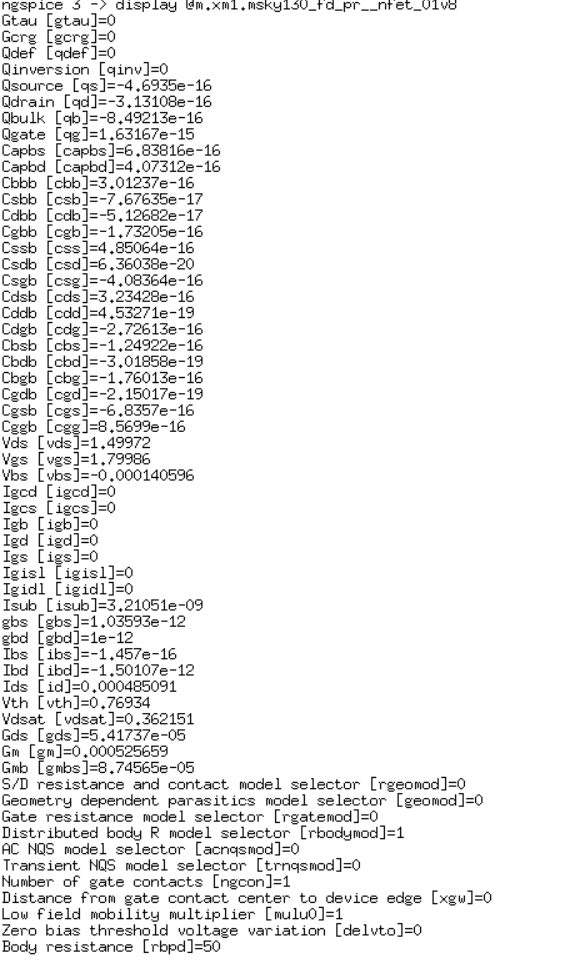 ngspice 3 -> display @m.xm1.msky130_fd_pr__nfet_01v8
Gtau [gtau]=0
Gcrg [gcrg]=0
Qdef [qdef]=0
Qinversion [qinv]=0
Qsource [qs]=-4.6935e-16
Qdrain [qd]=-3.13108e-16
Qbulk [qb]=-8.49213e-16
Qgate [qg]=1.63167e-15
Capbs [capbs]=6.83816e-16
Capbd [capbd]=4.07312e-16
Cbbb [cbb]=3.01237e-16
Csbb [csb]=-7.67635e-17
Cdbb [cdb]=-5.12682e-17
Cgbb [cgb]=-1.73205e-16
Cssb [css]=4.85064e-16
Csdb [csd]=6.36038e-20
Csgb [csg]=-4.08364e-16
Cdsb [cds]=3.23428e-16
Cddb [cdd]=4.53271e-19
Cdgb [cdg]=-2.72613e-16
Cbsb [cbs]=-1.24922e-16
Cbdb [cbd]=-3.01858e-19
Cbgb [cbg]=-1.76013e-16
Cgdb [cgd]=-2.15017e-19
Cgsb [cgs]=-6.8357e-16
Cggb [cgg]=8.5699e-16
Vds [vds]=1.49972
Vgs [vgs]=1.79986
Vbs [vbs]=-0.000140596
Igcd [igcd]=0
Igcs [igcs]=0
Igb [igb]=0
Igd [igd]=0
Igs [igs]=0
Igisl [igisl]=0
Igidl [igidl]=0
Isub [isub]=3.21051e-09
gbs [gbs]=1.03593e-12
gbd [gbd]=1e-12
Ibs [ibs]=-1.457e-16
Ibd [ibd]=-1.50107e-12
Ids [id]=0.000485091
Vth [vth]=0.76934
Vdsat [vdsat]=0.362151
Gds [gds]=5.41737e-05
Gm [gm]=0.000525659
Gmb [gmbs]=8.74565e-05
S/D resistance and contact model selector [rgeomod]=0
Geometry dependent parasitics model selector [geomod]=0
Gate resistance model selector [rgatemod]=0
Distributed body R model selector [rbodymod]=1
AC NQS model selector [acnqsmod]=0
Transient NQS model selector [trnqsmod]=0
Number of gate contacts [ngcon]=1
Distance from gate contact center to device edge [xgw]=0
Low field mobility multiplier [mulu0]=1
Zero bias threshold voltage variation [delvto]=0
Body resistance [rbpd]=50